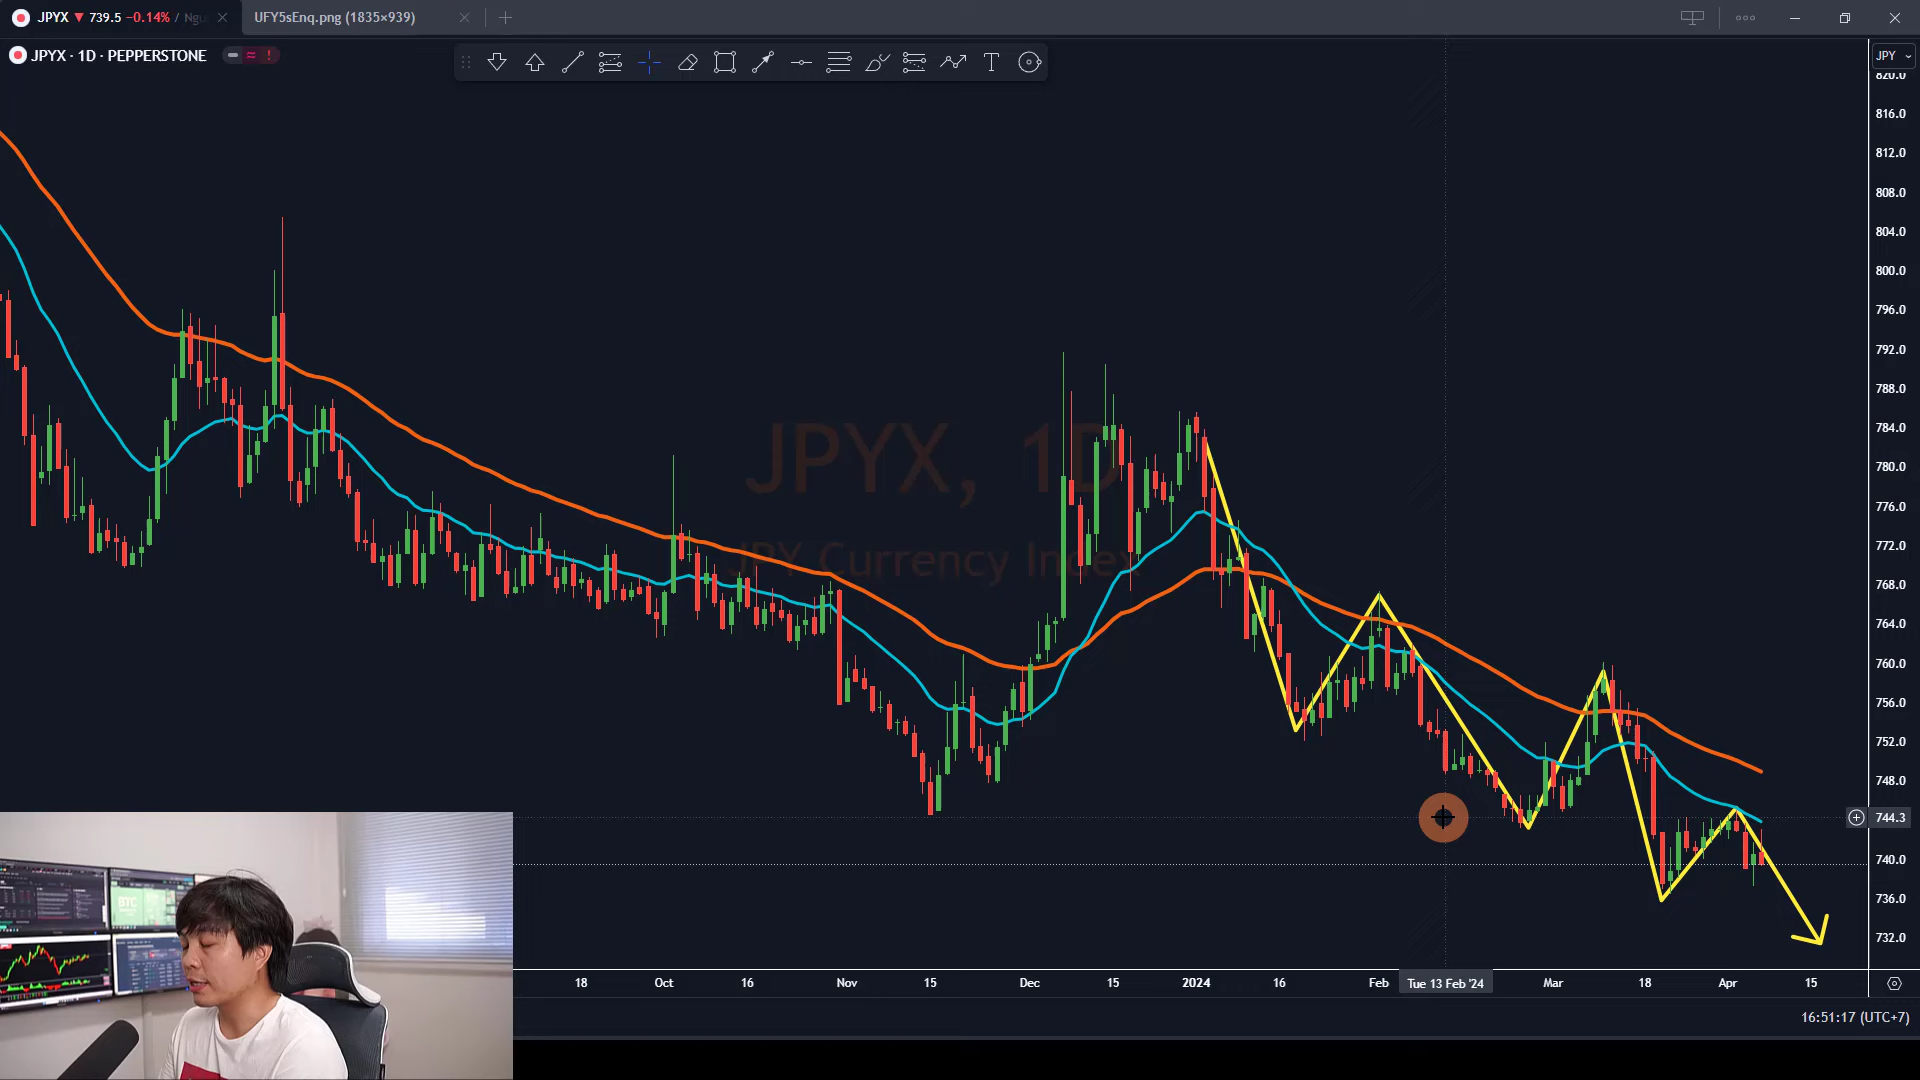 JPYX ▼ 739.5 −0.14% / Ng
UFY5sEnq.png (1835×939)
JPYX · 1D · PEPPERSTONE
JPY
820.0
816.0
812.0
808.0
804.0
800.0
796.0
792.0
788.0
784.0
780.0
776.0
772.0
768.0
764.0
760.0
756.0
752.0
748.0
744.3
740.0
736.0
732.0
JPYX, 1D
JPY Currency Index
BTC
18 Oct 16 Nov 15 Dec 15 2024 16 Feb Tue 13 Feb '24 Mar 18 Apr 15
16:51:17 (UTC+7)